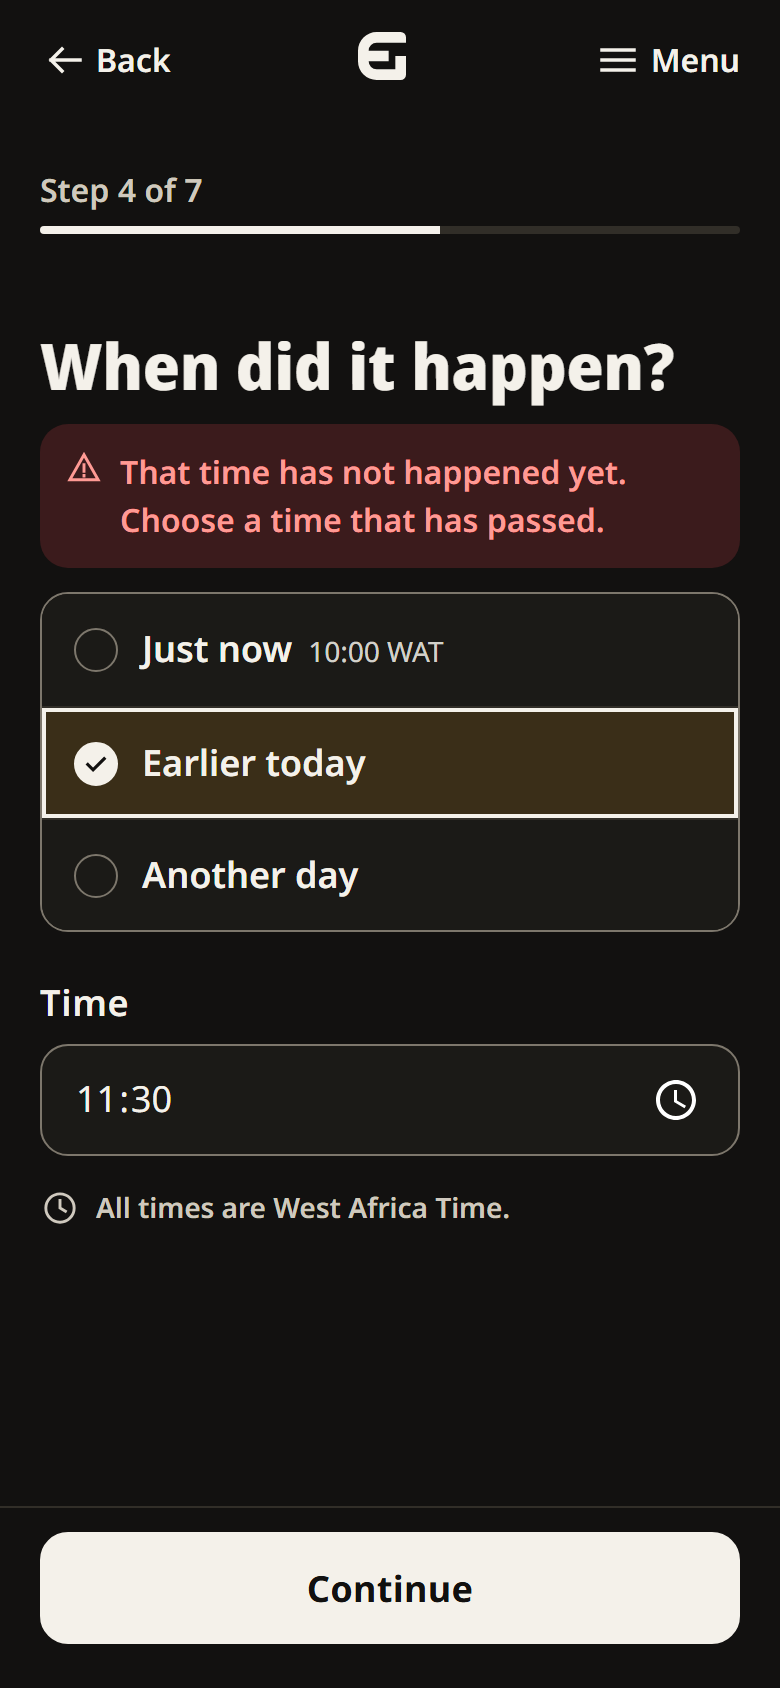 Back
Menu
Step 4 of 7
When did it happen?
That time has not happened yet.
Choose a time that has passed.
Just now 10:00 WAT
Earlier today
Another day
Time
11:30
All times are West Africa Time.
Continue